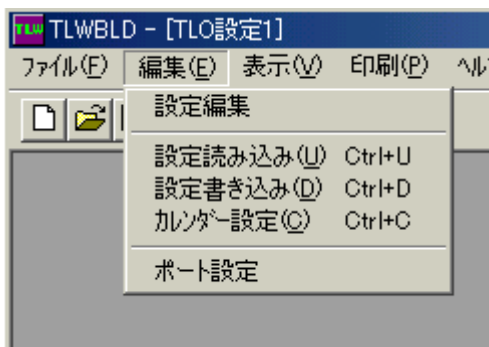 TLW TLWBLD - [TLO設定1]
ファイル(F) 編集(E) 表示(V) 印刷(P)
設定編集
設定読み込み(U) Ctrl+U
設定書き込み(D) Ctrl+D
カレンダー設定(C) Ctrl+C
ポート設定